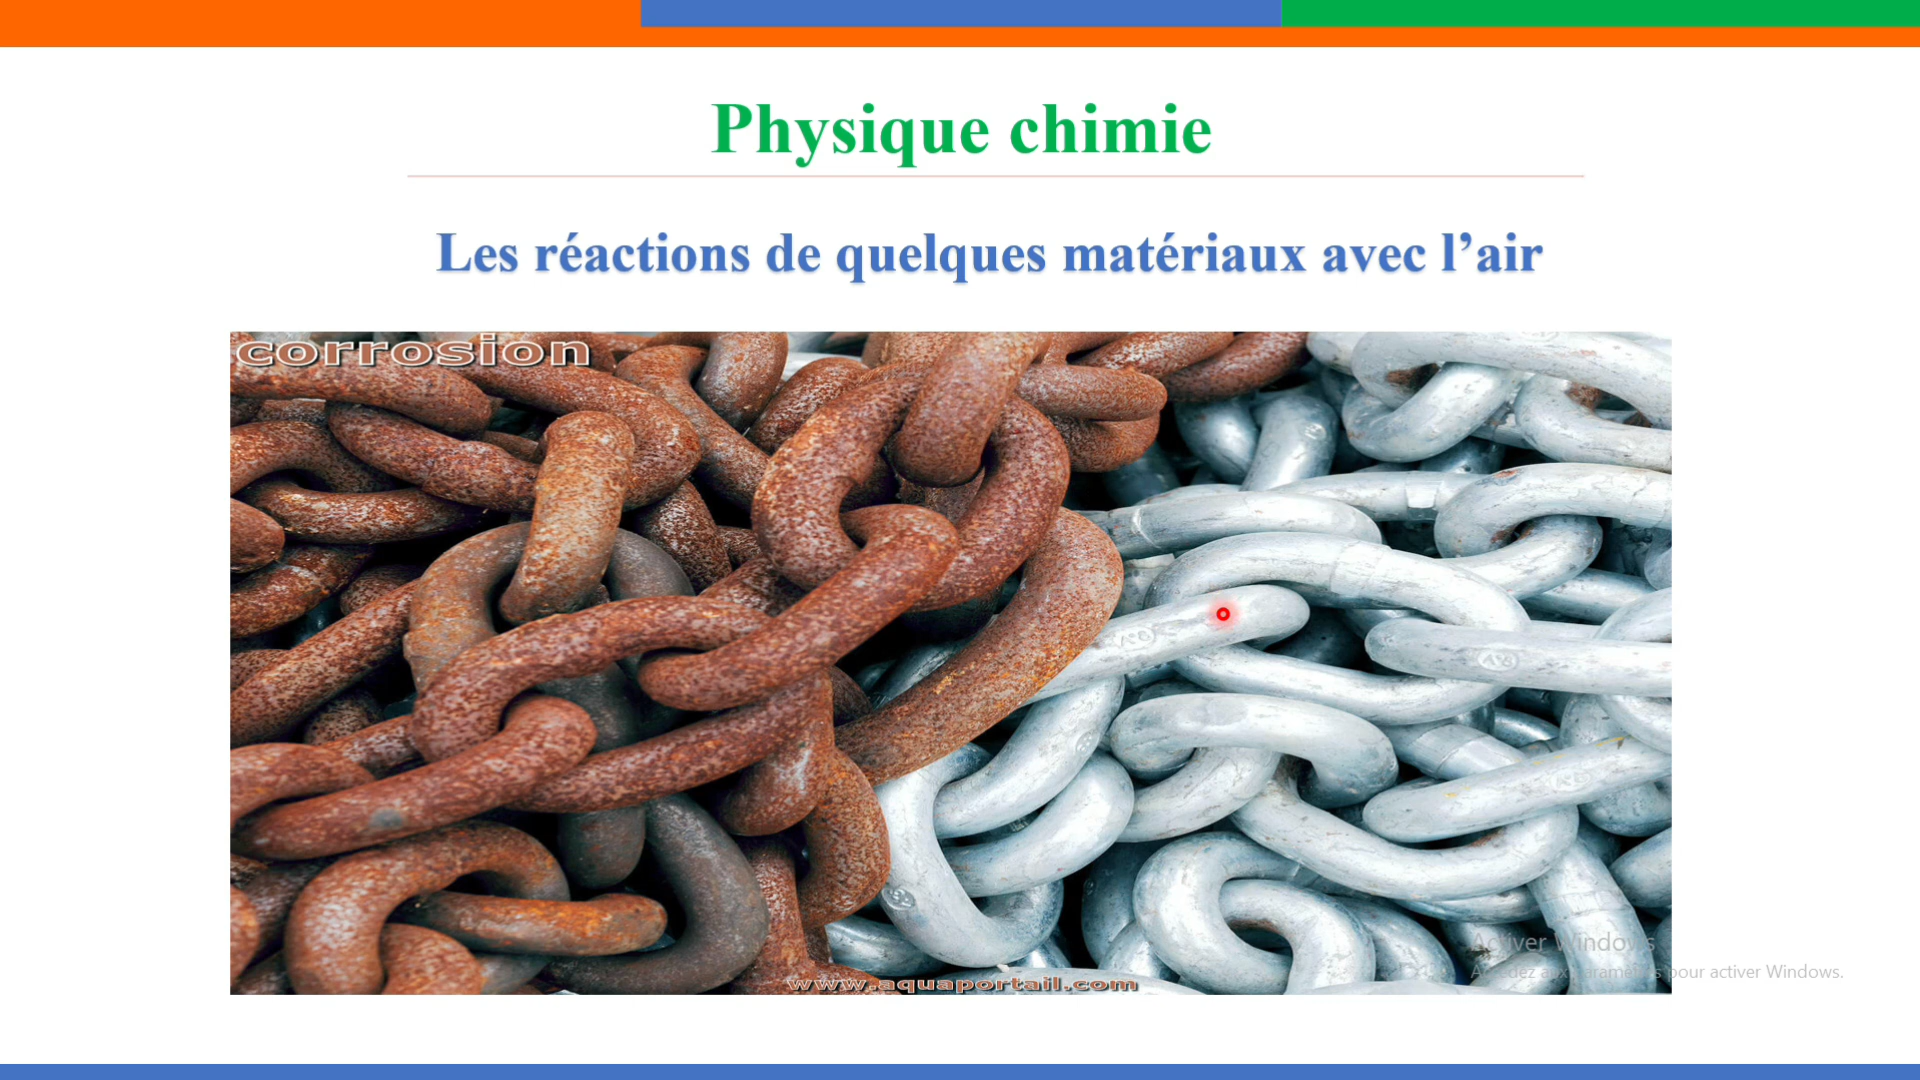 Physique chimie
Les réactions de quelques matériaux avec l’air
corrosion
www.aquaportail.com
Activer Windows
Accédez aux paramètres pour activer Windows.